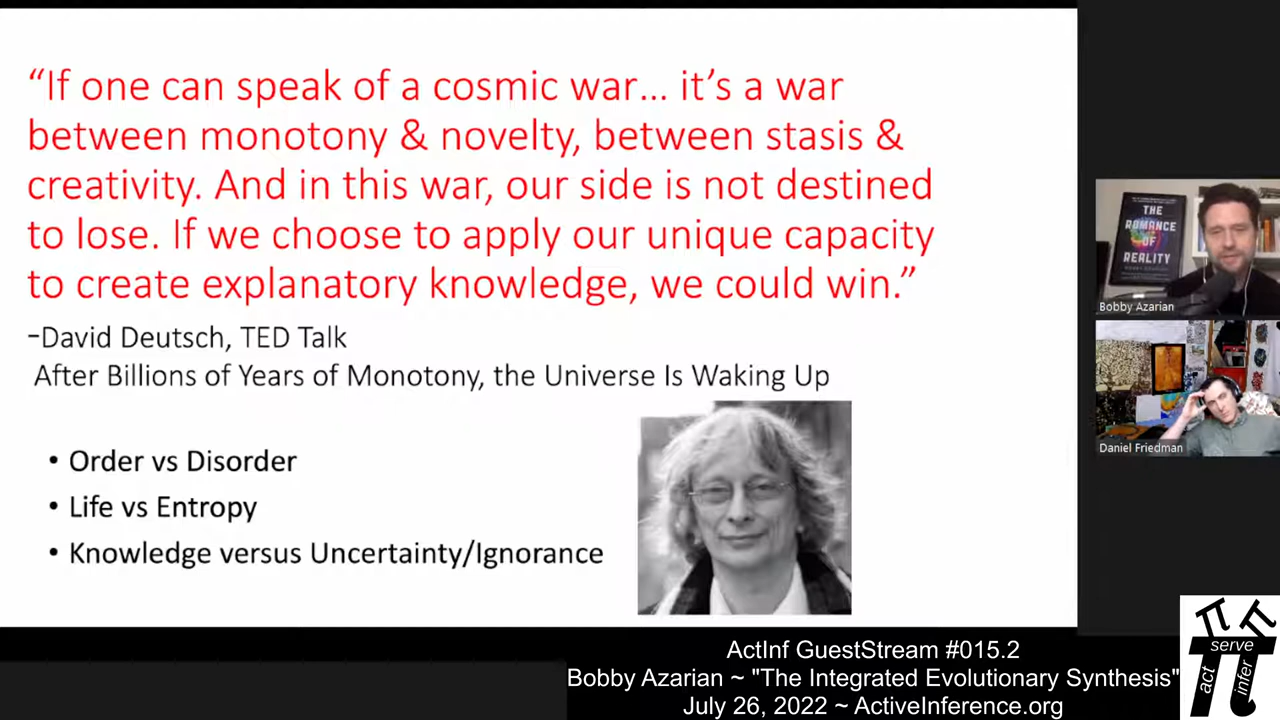 “If one can speak of a cosmic war... it’s a war
between monotony & novelty, between stasis &
creativity. And in this war, our side is not destined
to lose. If we choose to apply our unique capacity
to create explanatory knowledge, we could win.”
-David Deutsch, TED Talk
After Billions of Years of Monotony, the Universe Is Waking Up
• Order vs Disorder
• Life vs Entropy
• Knowledge versus Uncertainty/Ignorance
THE
ROMANCE
OF
REALITY
BOBBY AZARIAN
Bobby Azarian
Daniel Friedman
ActInf GuestStream #015.2
Bobby Azarian ~ "The Integrated Evolutionary Synthesis"
July 26, 2022 ~ ActiveInference.org
π π
serve
act
infer